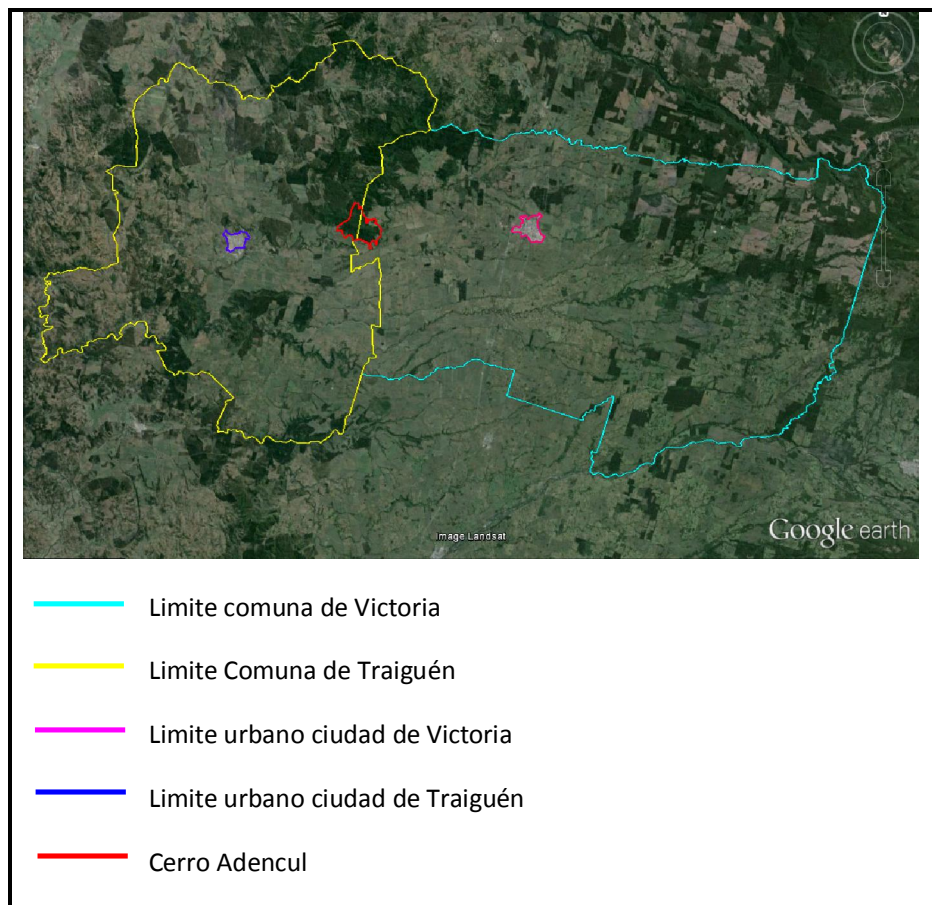 Image Landsat
Google earth
Limite comuna de Victoria
Limite Comuna de Traiguén
Limite urbano ciudad de Victoria
Limite urbano ciudad de Traiguén
Cerro Adencul